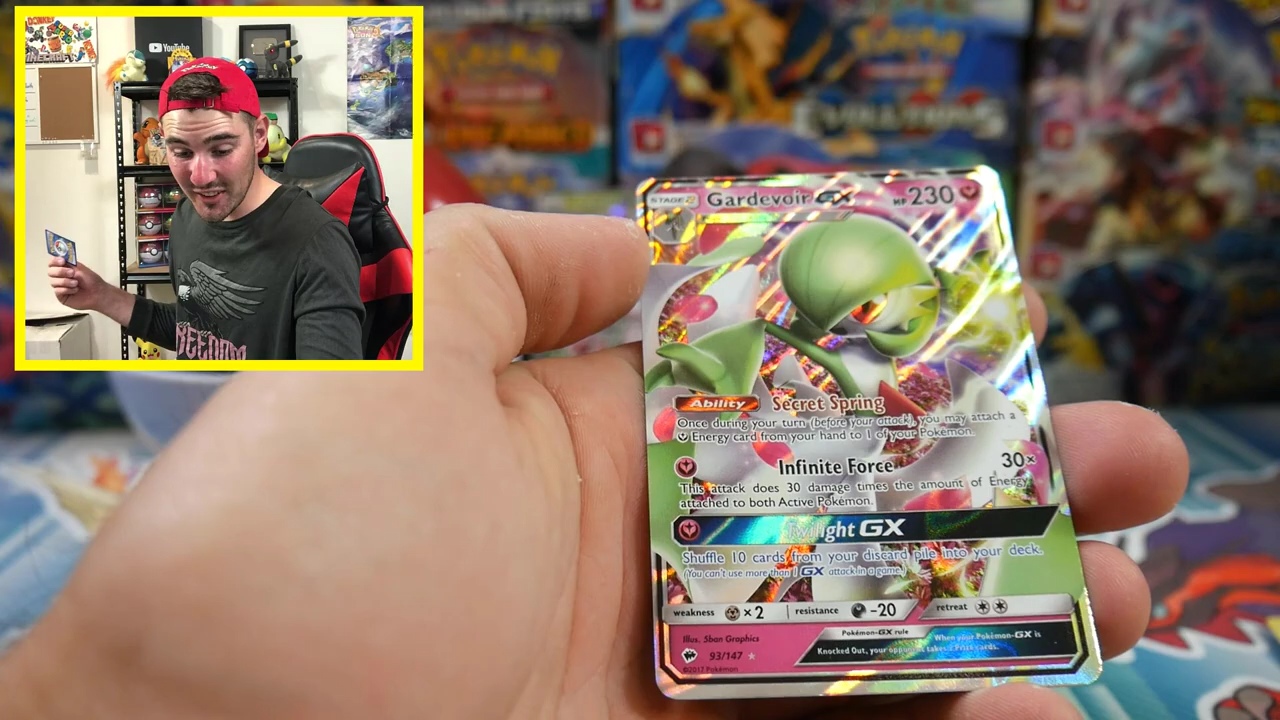 DONKEY
MINECRAFT
YouTube
FREEDOM
STAGE 2
Gardevoir GX
HP 230
Ability Secret Spring
Once during your turn (before your attack), you may attach a
Energy card from your hand to 1 of your Pokémon.
Infinite Force 30×
This attack does 30 damage times the amount of Energy
attached to both Active Pokémon.
Twilight GX
Shuffle 10 cards from your discard pile into your deck.
(You can't use more than 1 GX attack in a game.)
weakness ×2 resistance -20 retreat
Illus. 5ban Graphics
93/147
©2017 Pokémon
Pokémon-GX rule
When your Pokémon-GX is
Knocked Out, your opponent takes 2 Prize cards.